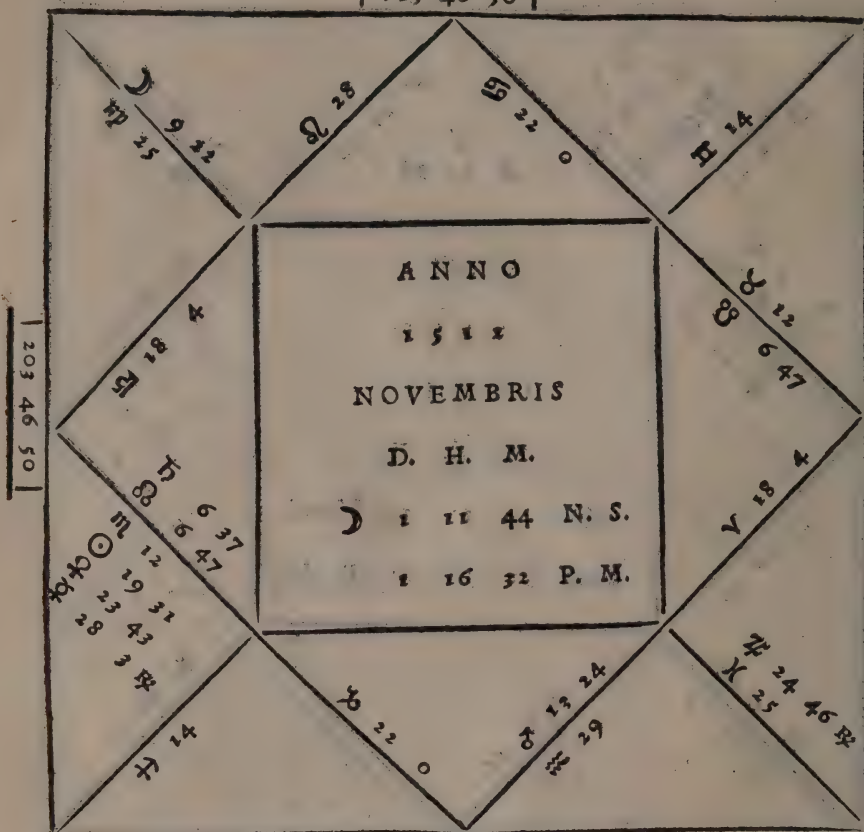 ☽ 9 22
♍ 25
♌ 28
♋ 22 0
♊ 14
♎ 18 4
| 203 46 50 |
ANNO
1512
NOVEMBRIS
D. H. M.
☽ 1 11 44 N. S.
1 16 32 P. M.
♉ 12
☋ 6 47
♈ 18 4
♄ 6 37
☊ 6 47
♏ 12
☉ 19 31
♀ 23 43
☿ 28 3 ℞
♐ 14
♑ 22 0
♂ 13 24
♒ 29
♃ 24 46 ℞
♓ 25